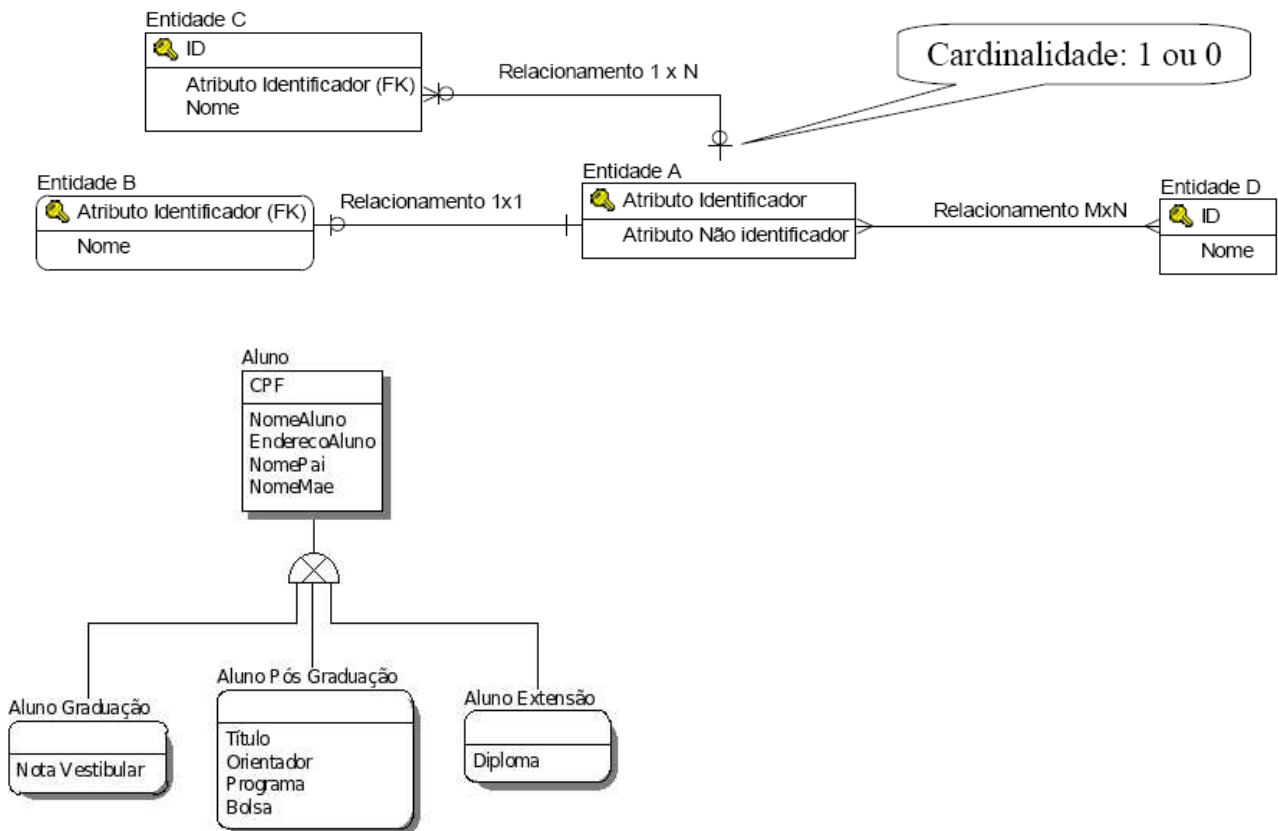 Entidade C
ID
Atributo Identificador (FK)
Nome
Relacionamento 1 x N
Cardinalidade: 1 ou 0
Entidade B
Atributo Identificador (FK)
Nome
Relacionamento 1x1
Entidade A
Atributo Identificador
Atributo Não identificador
Relacionamento MxN
Entidade D
ID
Nome
Aluno
CPF
NomeAluno
EnderecoAluno
NomePai
NomeMae
Aluno Graduação
Nota Vestibular
Aluno Pós Graduação
Título
Orientador
Programa
Bolsa
Aluno Extensão
Diploma